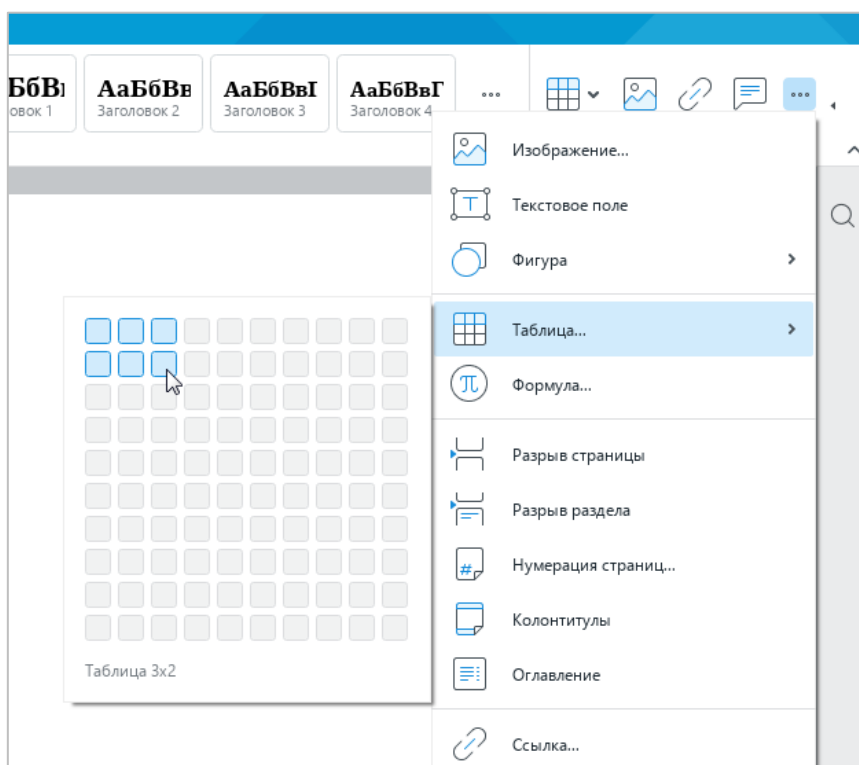 БбВ АаБбВв АаБбВвГ АаБбВвГ
овок 1 Заголовок 2 Заголовок 3 Заголовок 4
Изображение...
Текстовое поле
Фигура
Таблица...
Формула...
Разрыв страницы
Разрыв раздела
Нумерация страниц...
Колонтитулы
Оглавление
Ссылка...
Таблица 3x2